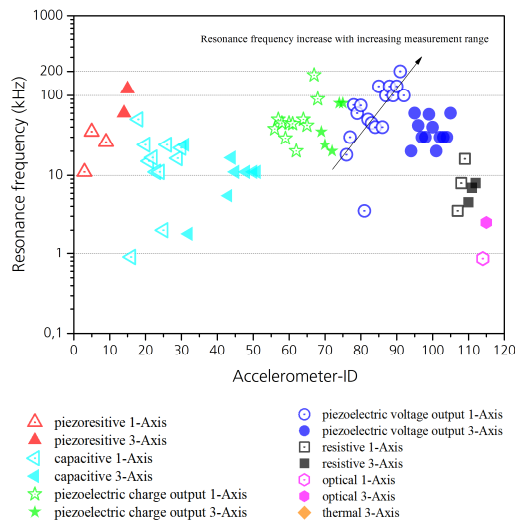 1000
200
100
10
1
0,1
Resonance frequency (kHz)
Resonance frequency increase with increasing measurement range
0 10 20 30 40 50 60 70 80 90 100 110 120
Accelerometer-ID
piezoresitive 1-Axis
piezoresitive 3-Axis
capacitive 1-Axis
capacitive 3-Axis
piezoelectric charge output 1-Axis
piezoelectric charge output 3-Axis
piezoelectric voltage output 1-Axis
piezoelectric voltage output 3-Axis
resistive 1-Axis
resistive 3-Axis
optical 1-Axis
optical 3-Axis
thermal 3-Axis